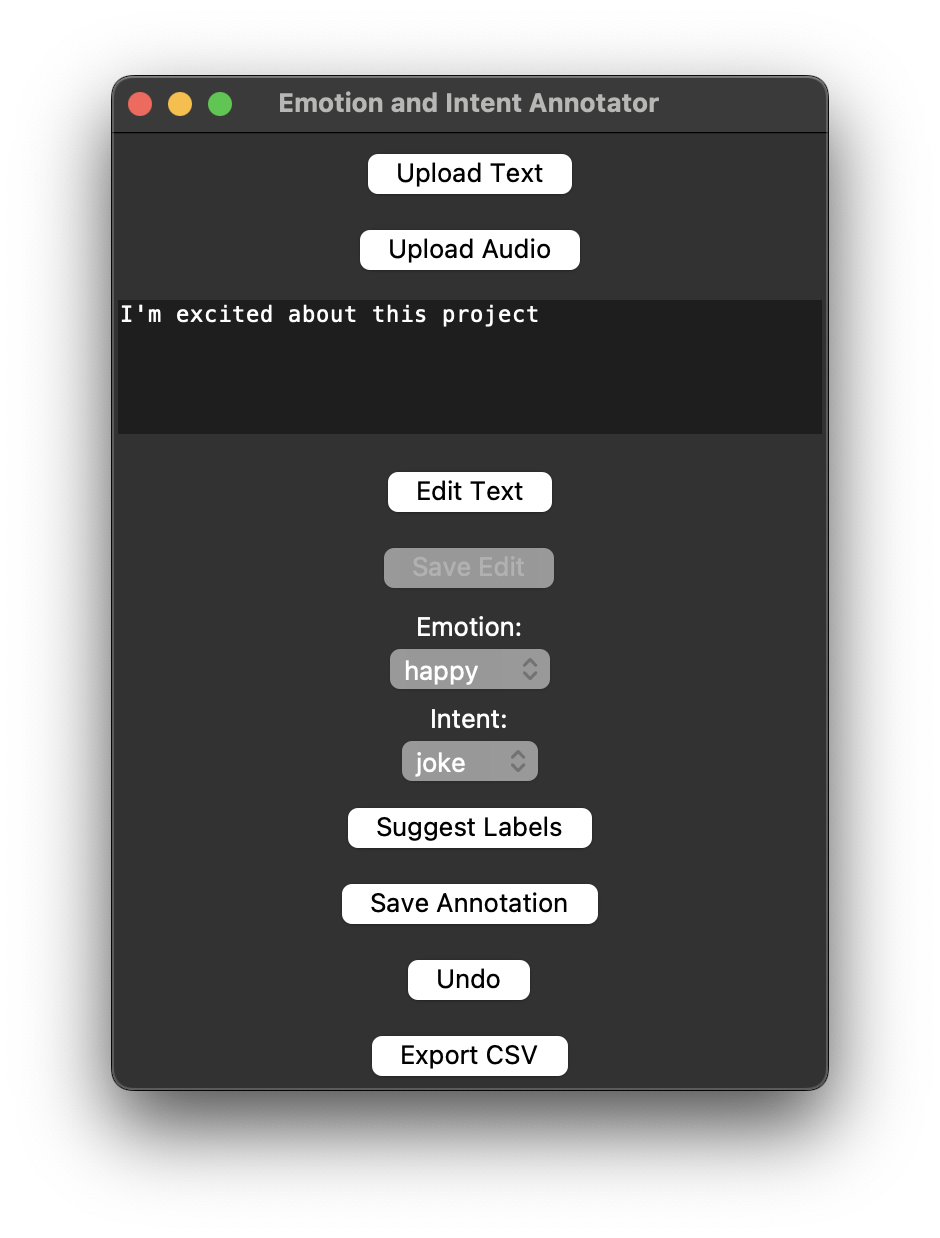 Emotion and Intent Annotator
Upload Text
Upload Audio
I'm excited about this project
Edit Text
Save Edit
Emotion:
happy
Intent:
joke
Suggest Labels
Save Annotation
Undo
Export CSV